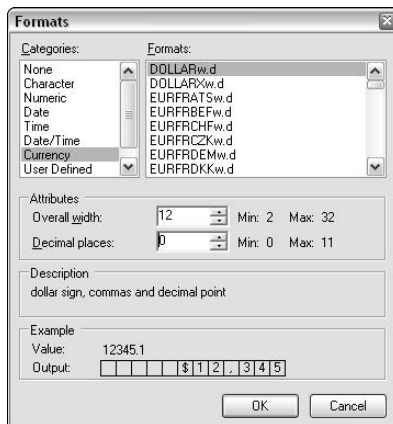 Formats
Categories: Formats:
None
Character
Numeric
Date
Time
Date/Time
Currency
User Defined
DOLLARw.d
DOLLARXw.d
EURFRATSw.d
EURFRBEFw.d
EURFRCHFw.d
EURFRCZKw.d
EURFRDEMw.d
EURFRDKKw.d
Attributes
Overall width: 12 Min: 2 Max: 32
Decimal places: 0 Min: 0 Max: 11
Description
dollar sign, commas and decimal point
Example
Value: 12345.1
Output: $12,345
OK Cancel